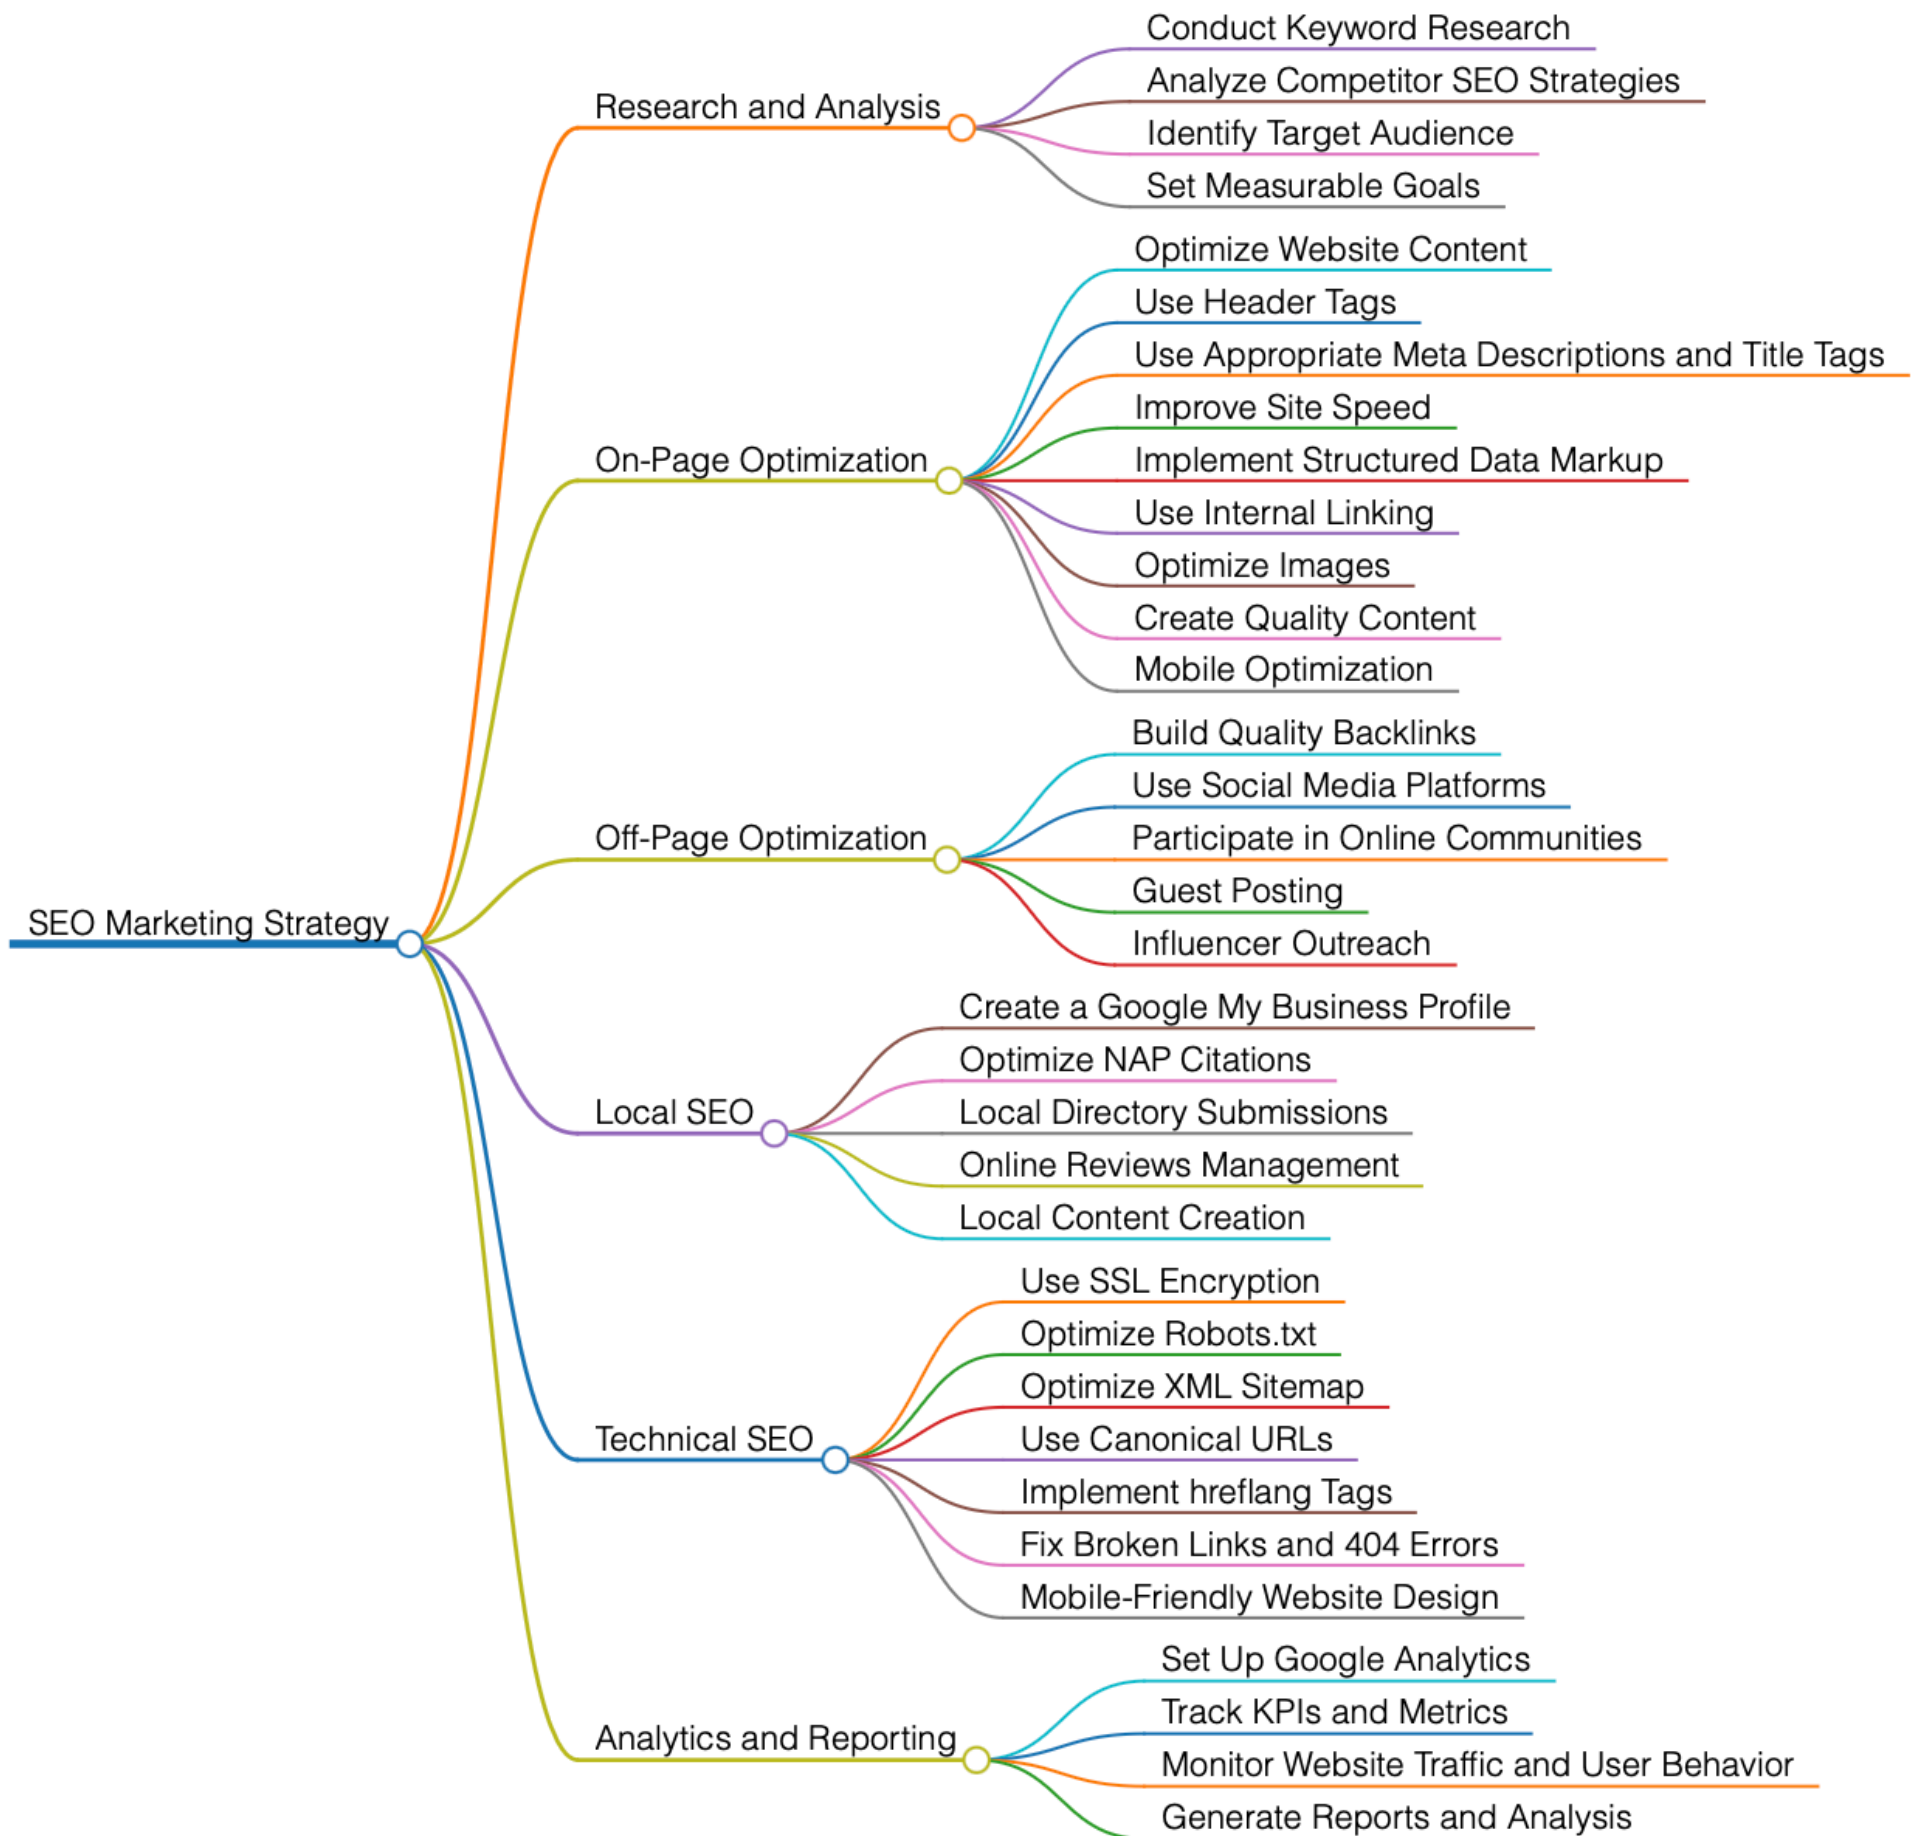 Conduct Keyword Research
Analyze Competitor SEO Strategies
Research and Analysis
Identify Target Audience
Set Measurable Goals
Optimize Website Content
Use Header Tags
Use Appropriate Meta Descriptions and Title Tags
Improve Site Speed
On-Page Optimization
Implement Structured Data Markup
Use Internal Linking
Optimize Images
Create Quality Content
Mobile Optimization
Build Quality Backlinks
Use Social Media Platforms
Off-Page Optimization
Participate in Online Communities
Guest Posting
SEO Marketing Strategy
Influencer Outreach
Create a Google My Business Profile
Optimize NAP Citations
Local SEO
Local Directory Submissions
Online Reviews Management
Local Content Creation
Use SSL Encryption
Optimize Robots.txt
Optimize XML Sitemap
Technical SEO
Use Canonical URLs
Implement hreflang Tags
Fix Broken Links and 404 Errors
Mobile-Friendly Website Design
Set Up Google Analytics
Track KPIs and Metrics
Analytics and Reporting
Monitor Website Traffic and User Behavior
Generate Reports and Analysis